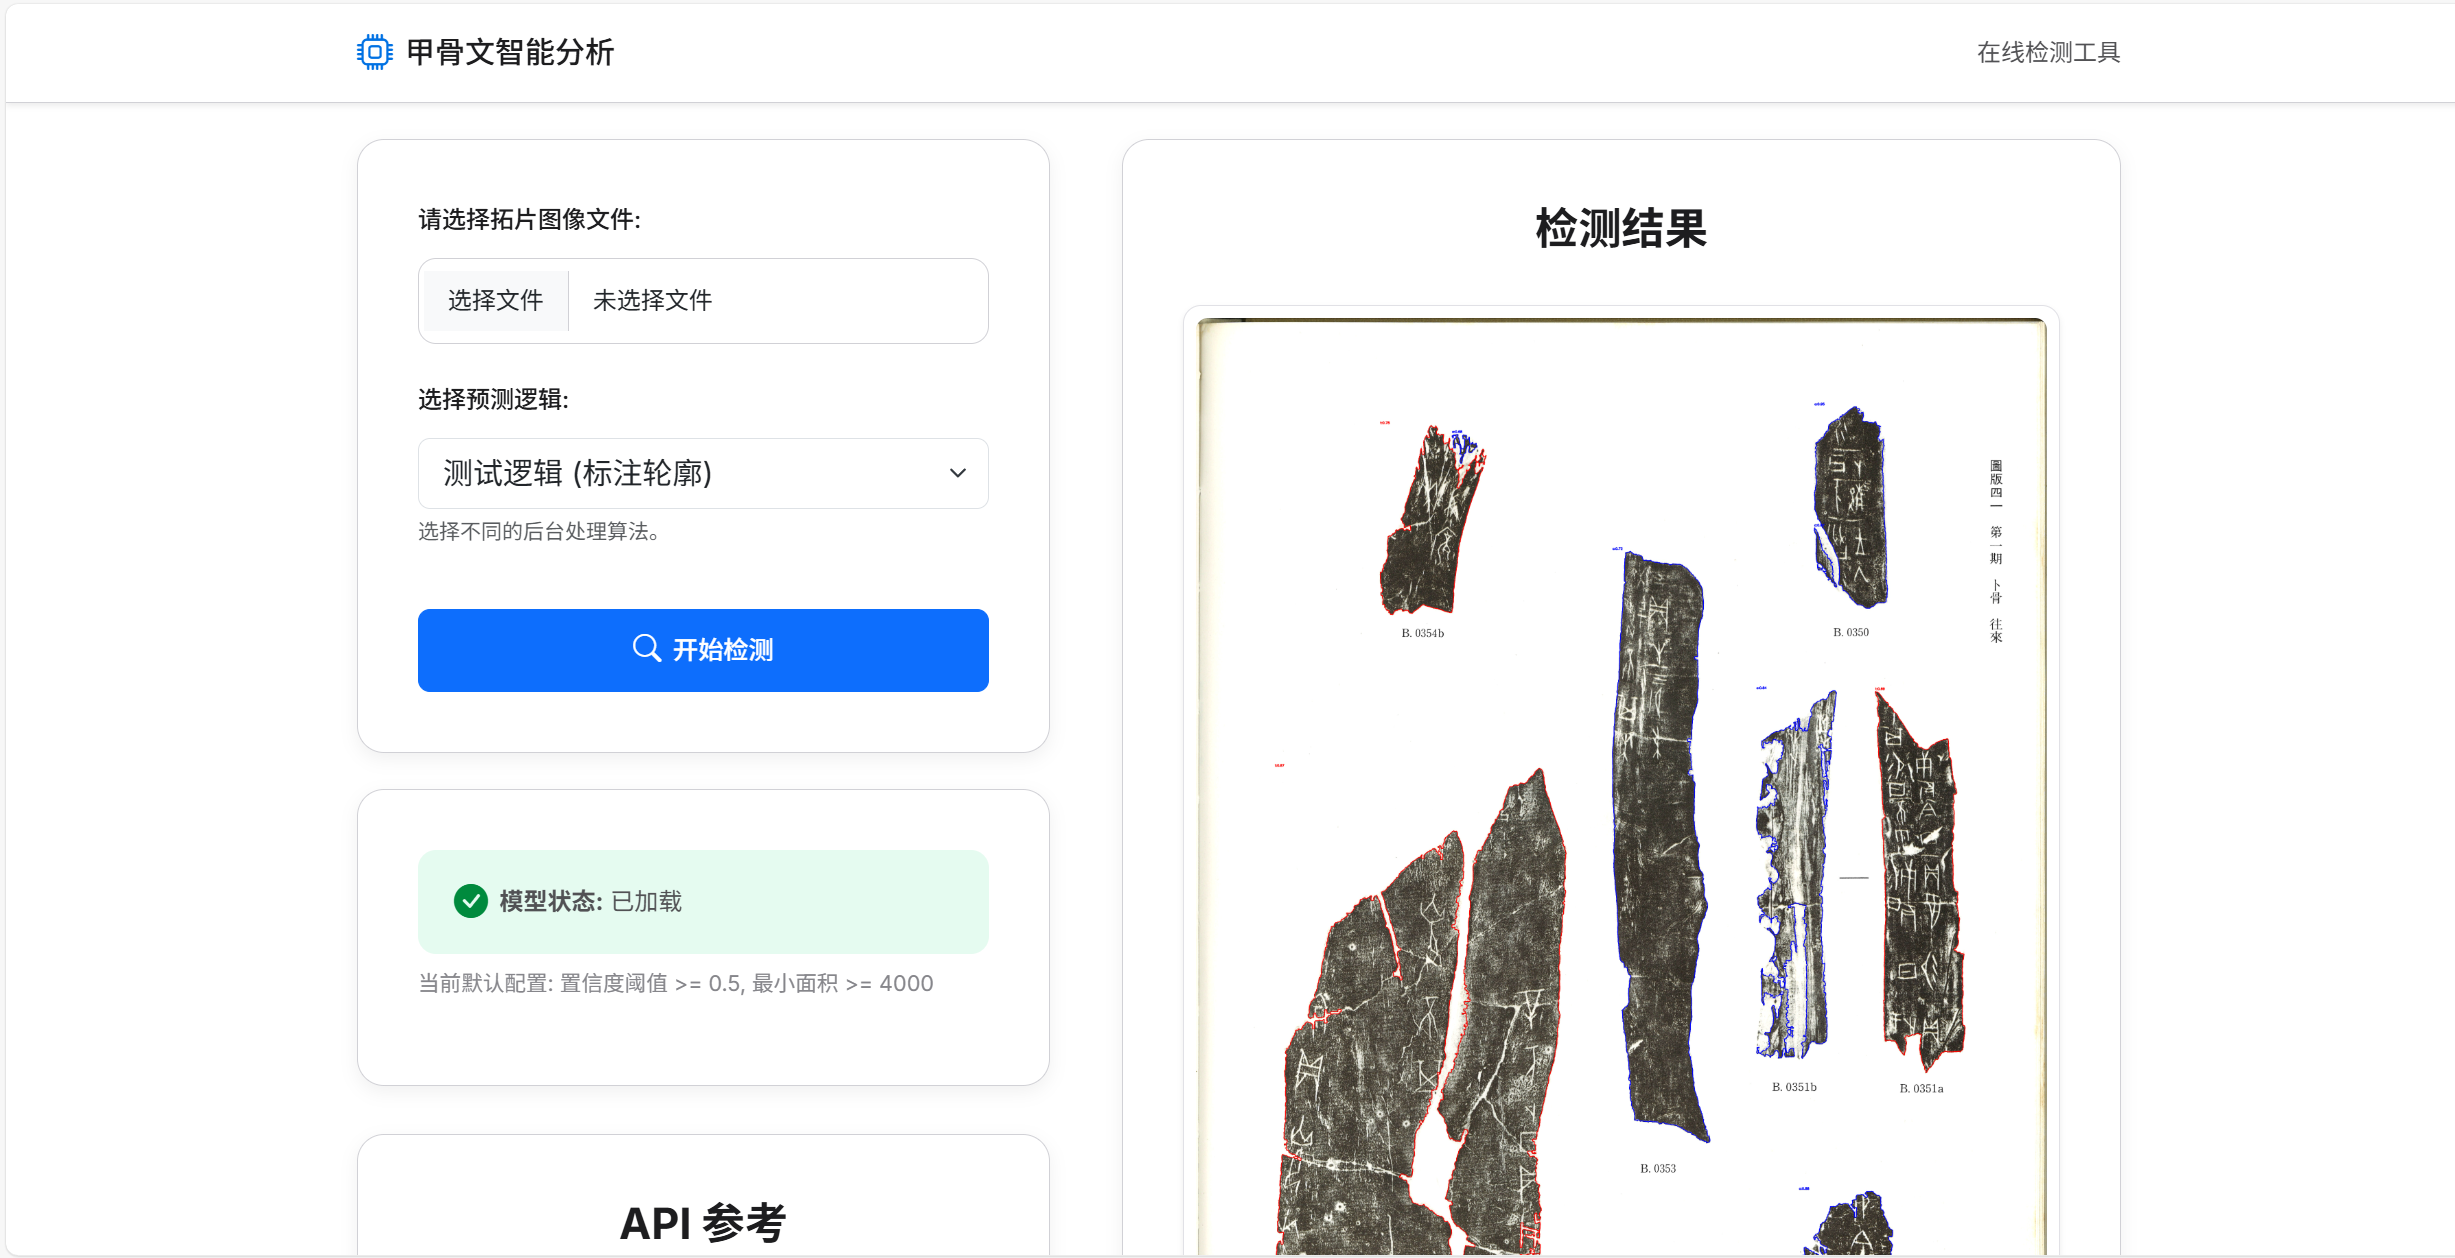 甲骨文智能分析
在线检测工具
请选择拓片图像文件:
选择文件 未选择文件
选择预测逻辑:
测试逻辑 (标注轮廓)
选择不同的后台处理算法。
开始检测
模型状态: 已加载
当前默认配置: 置信度阈值 >= 0.5, 最小面积 >= 4000
API 参考
检测结果
圖版四一 第一期 卜骨 往來
B. 0354b
B. 0350
B. 0351b
B. 0351a
B. 0353